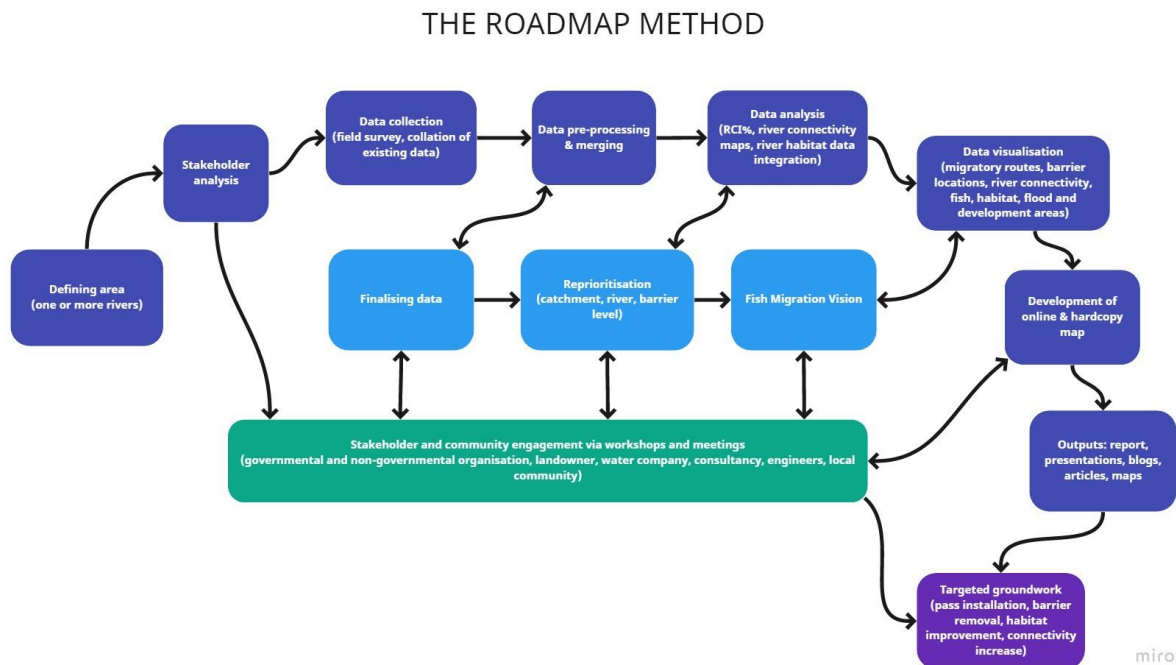 THE ROADMAP METHOD
Data collection
(field survey, collation of
existing data)
Data pre-processing
& merging
Data analysis
(RCI%, river connectivity
maps, river habitat data
integration)
Stakeholder
analysis
Data visualisation
(migratory routes, barrier
locations, river connectivity,
fish, habitat, flood and
development areas)
Defining area
(one or more rivers)
Finalising data
Reprioritisation
(catchment, river, barrier
level)
Fish Migration Vision
Development of
online & hardcopy
map
Stakeholder and community engagement via workshops and meetings
(governmental and non-governmental organisation, landowner, water company, consultancy, engineers, local
community)
Outputs: report,
presentations, blogs,
articles, maps
Targeted groundwork
(pass installation, barrier
removal, habitat
improvement, connectivity
increase)
miro